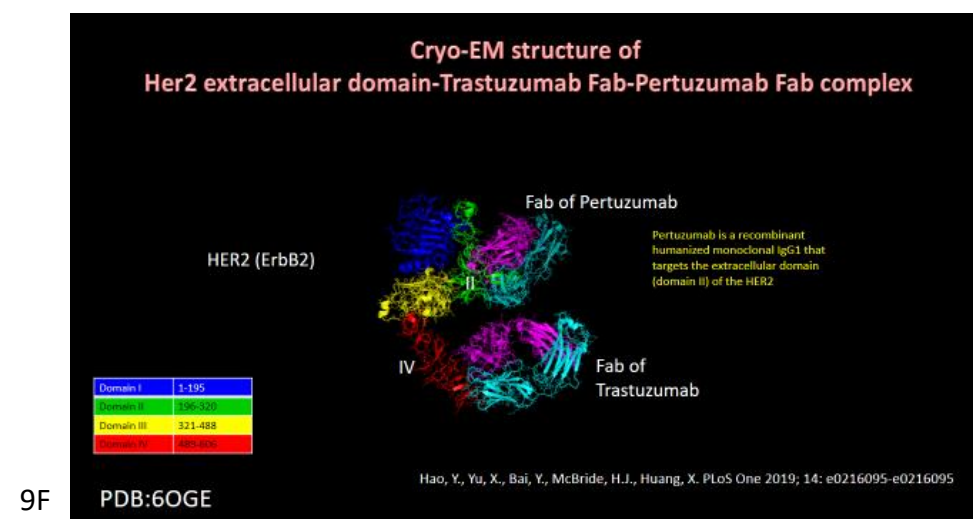 Cryo-EM structure of
Her2 extracellular domain-Trastuzumab Fab-Pertuzumab Fab complex
Fab of Pertuzumab
Pertuzumab is a recombinant
humanized monoclonal IgG1 that
targets the extracellular domain
(domain II) of the HER2
HER2 (ErbB2)
II
IV
Fab of
Trastuzumab
Domain I 1-195
Domain II 196-320
Domain III 321-488
Domain IV 489-606
Hao, Y., Yu, X., Bai, Y., McBride, H.J., Huang, X. PLoS One 2019; 14: e0216095-e0216095
9F
PDB:6OGE